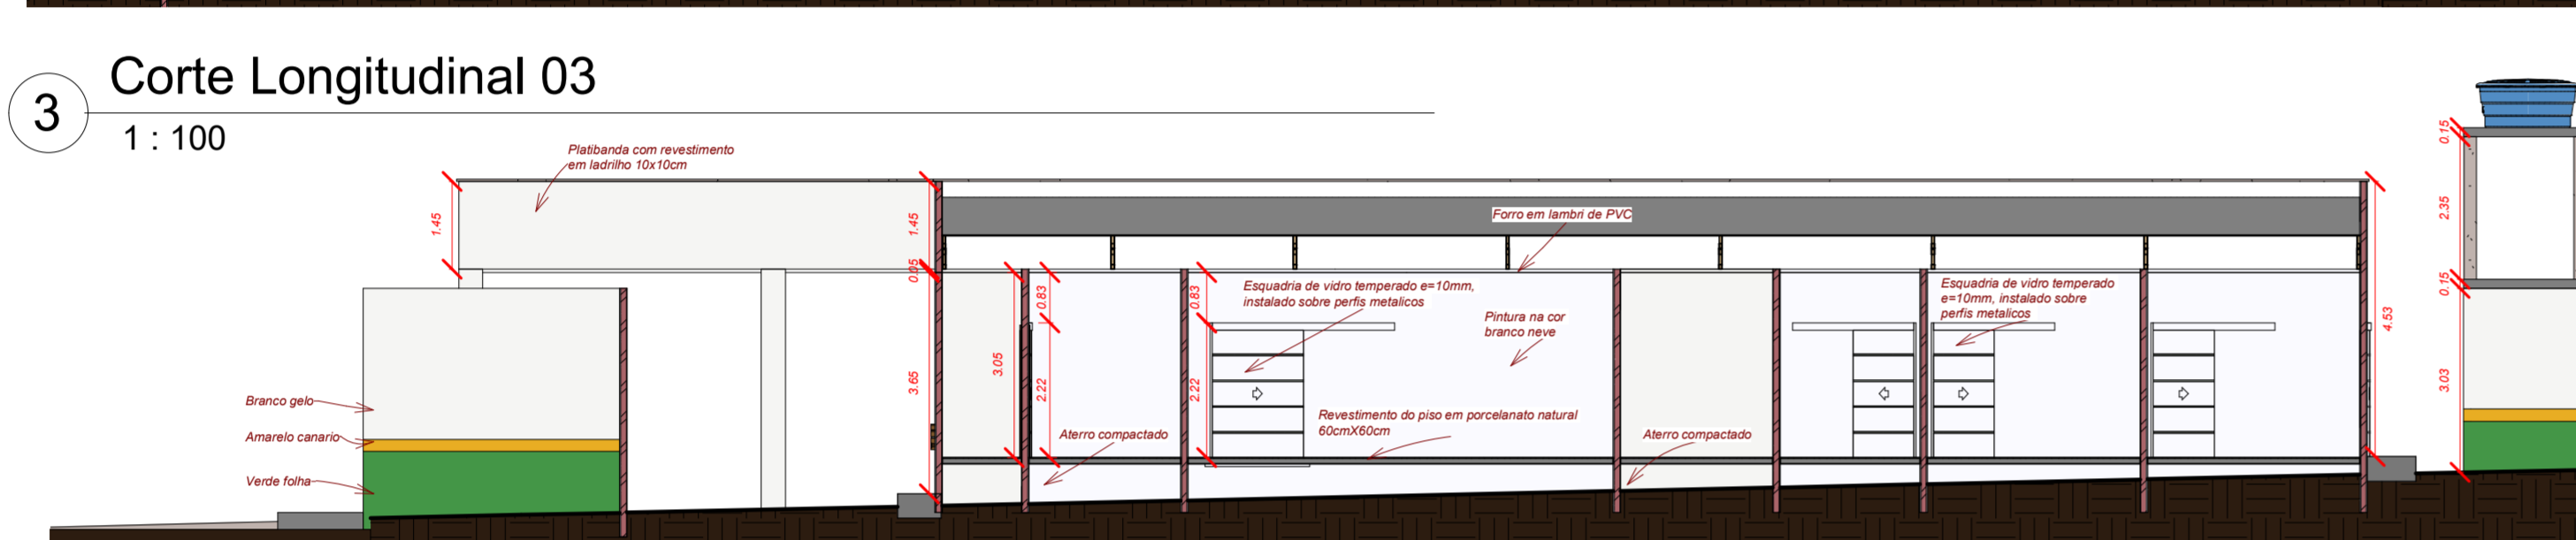 Corte Longitudinal 03
3
1 : 100
Platibanda com revestimento
em ladrilho 10x10cm
1.45
1.45
0.05
3.65
3.05
0.83
2.22
0.83
2.22
Forro em lambri de PVC
Esquadria de vidro temperado e=10mm,
instalado sobre perfis metalicos
Pintura na cor
branco neve
Esquadria de vidro temperado
e=10mm, instalado sobre
perfis metalicos
Revestimento do piso em porcelanato natural
60cmX60cm
Aterro compactado
Aterro compactado
Branco gelo
Amarelo canario
Verde folha
4.53
0.15
2.35
0.15
3.03